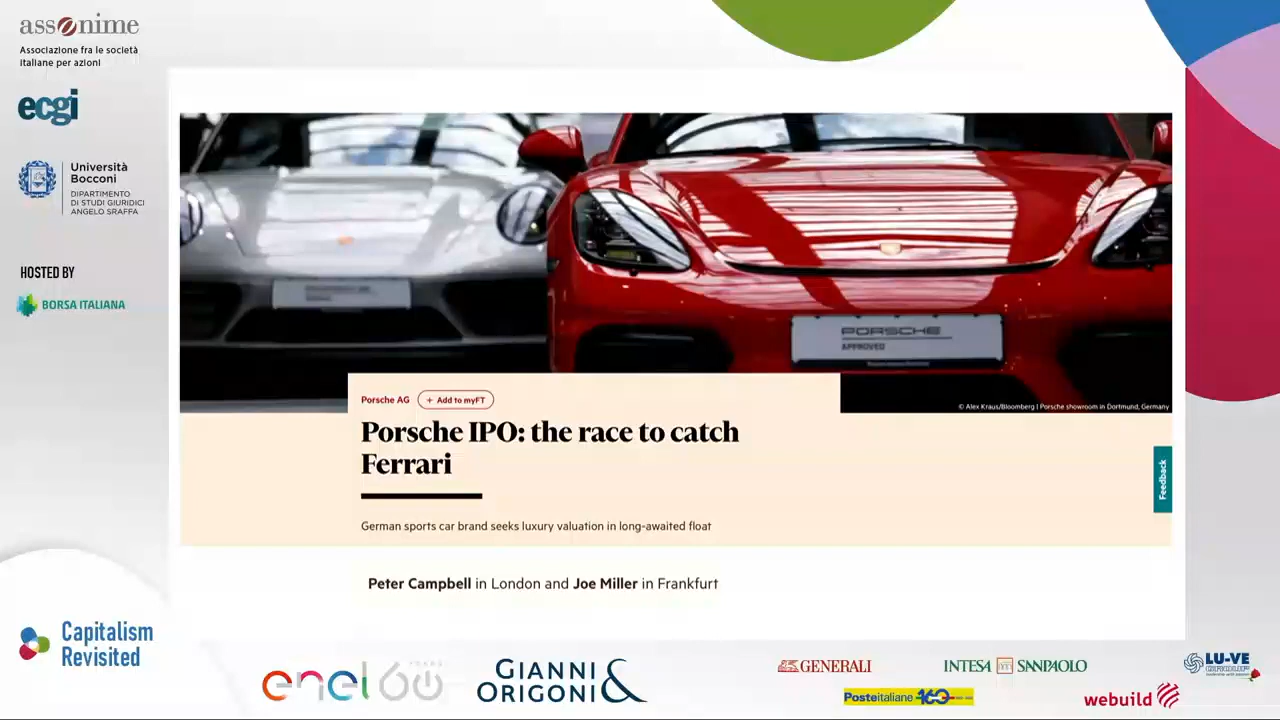 assonime
Associazione fra le società
italiane per azioni
ecgi
Università
Bocconi
DIPARTIMENTO
DI STUDI GIURIDICI
ANGELO SRAFFA
HOSTED BY
BORSA ITALIANA
PORSCHE
APPROVED
© Alex Kraus/Bloomberg | Porsche showroom in Dortmund, Germany
Porsche AG + Add to myFT
Porsche IPO: the race to catch
Ferrari
Feedback
German sports car brand seeks luxury valuation in long-awaited float
Peter Campbell in London and Joe Miller in Frankfurt
Capitalism
Revisited
enel 60 YEARS
GIANNI &
ORIGONI
GENERALI
INTESA SANPAOLO
LU-VE
Posteitaliane 160
webuild